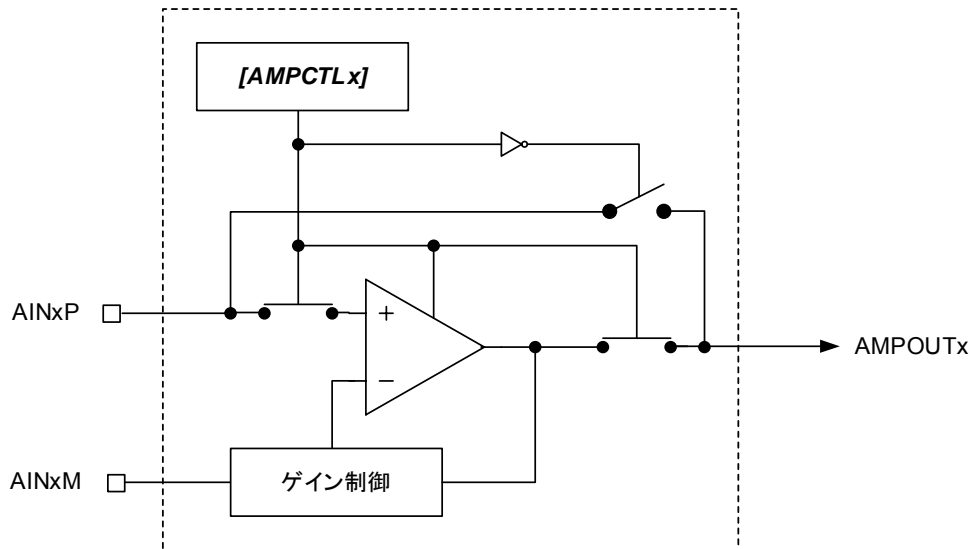 [AMPCTLx]
AINxP
+
AMPOUTx
−
AINxM
ゲイン制御